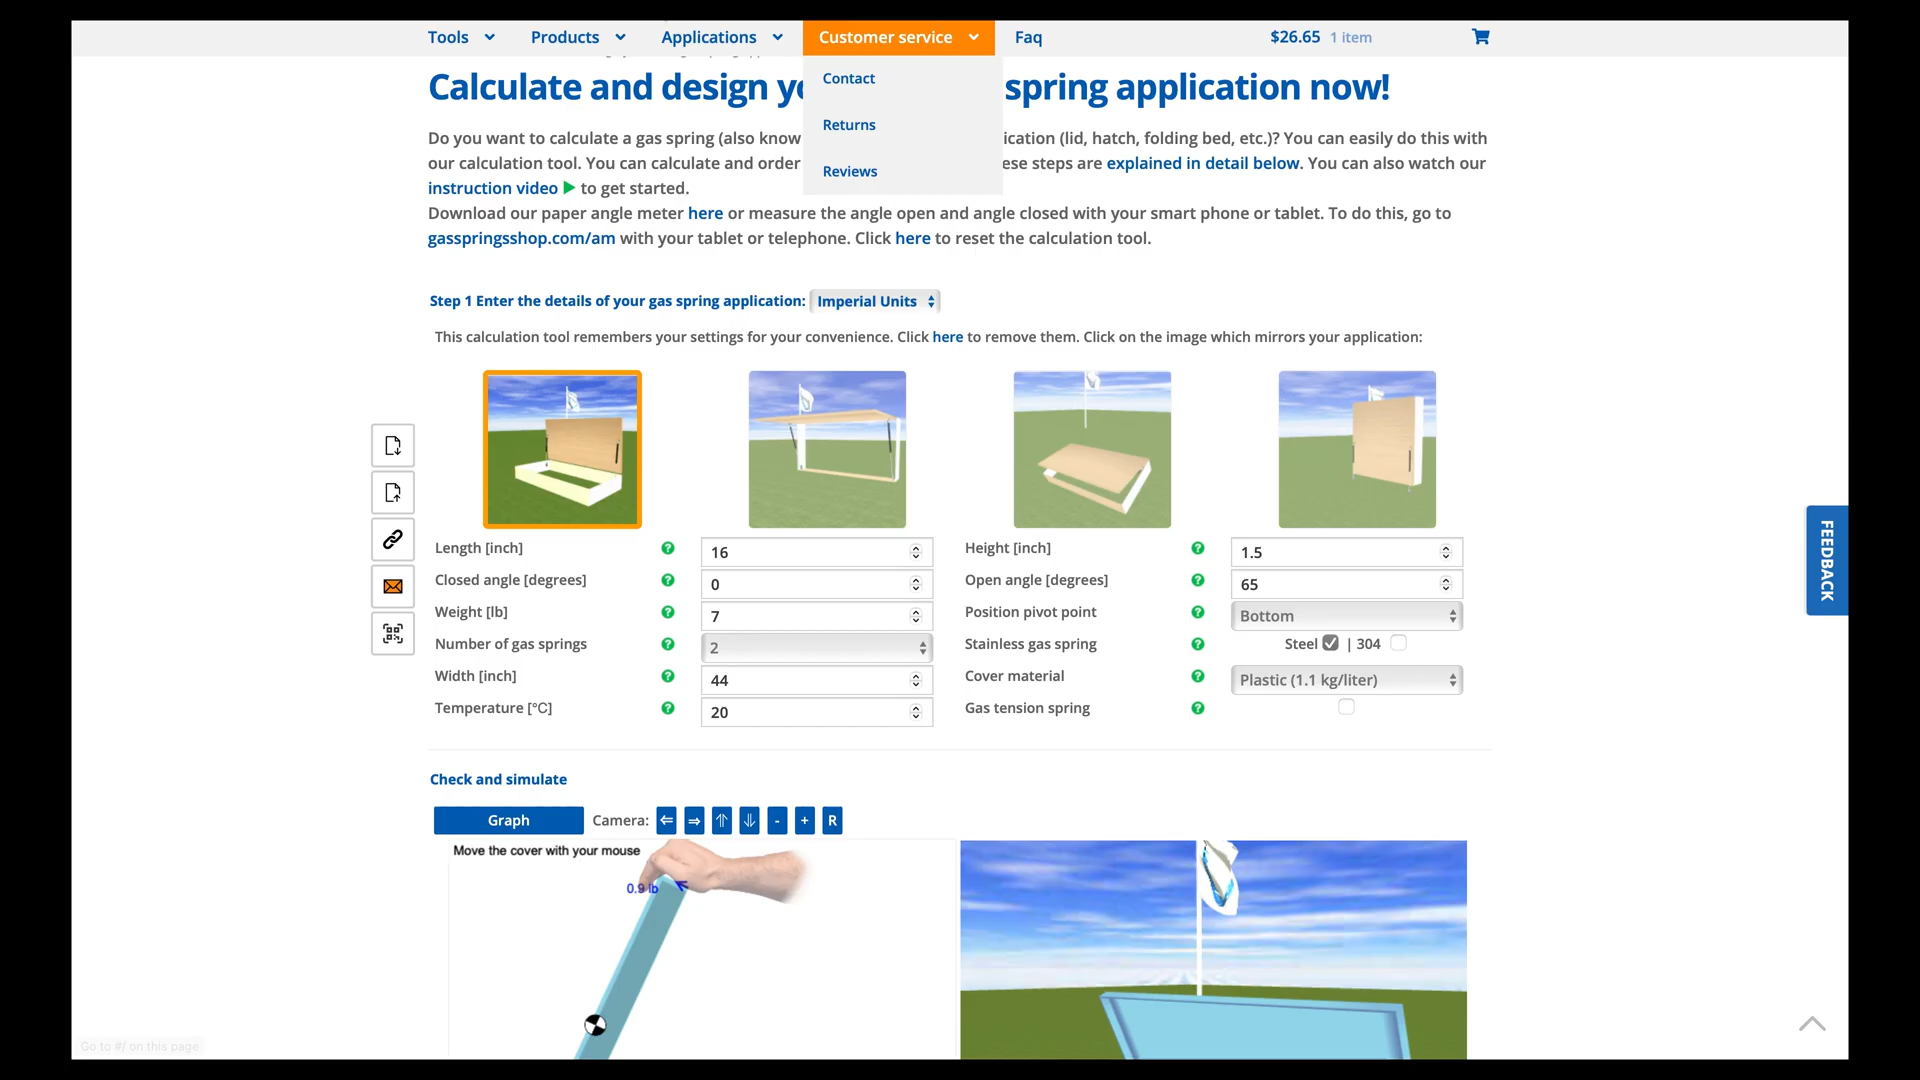 Tools Products Applications Customer service Faq $26.65 1 item
Contact
Returns
Reviews
Calculate and design yo spring application now!
Do you want to calculate a gas spring (also know ication (lid, hatch, folding bed, etc.)? You can easily do this with
our calculation tool. You can calculate and order ese steps are explained in detail below. You can also watch our
instruction video to get started.
Download our paper angle meter here or measure the angle open and angle closed with your smart phone or tablet. To do this, go to
gasspringsshop.com/am with your tablet or telephone. Click here to reset the calculation tool.
Step 1 Enter the details of your gas spring application: Imperial Units
This calculation tool remembers your settings for your convenience. Click here to remove them. Click on the image which mirrors your application:
Length [inch] ? 16 Height [inch] ? 1.5
Closed angle [degrees] ? 0 Open angle [degrees] ? 65
Weight [lb] ? 7 Position pivot point ? Bottom
Number of gas springs ? 2 Stainless gas spring ? Steel | 304
Width [inch] ? 44 Cover material ? Plastic (1.1 kg/liter)
Temperature [°C] ? 20 Gas tension spring ?
FEEDBACK
Check and simulate
Graph Camera: ⇐ ⇒ ⇑ ⇓ - + R
Move the cover with your mouse
0.9 lb
Go to #/ on this page